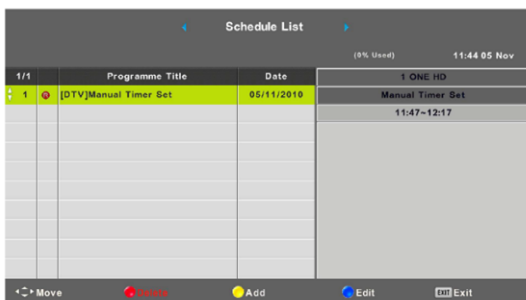 Schedule List
(0% Used) 11:44 05 Nov
1/1 Programme Title Date 1 ONE HD
1 R [DTV]Manual Timer Set 05/11/2010 Manual Timer Set
11:47~12:17
Move Delete Add Edit EXIT Exit